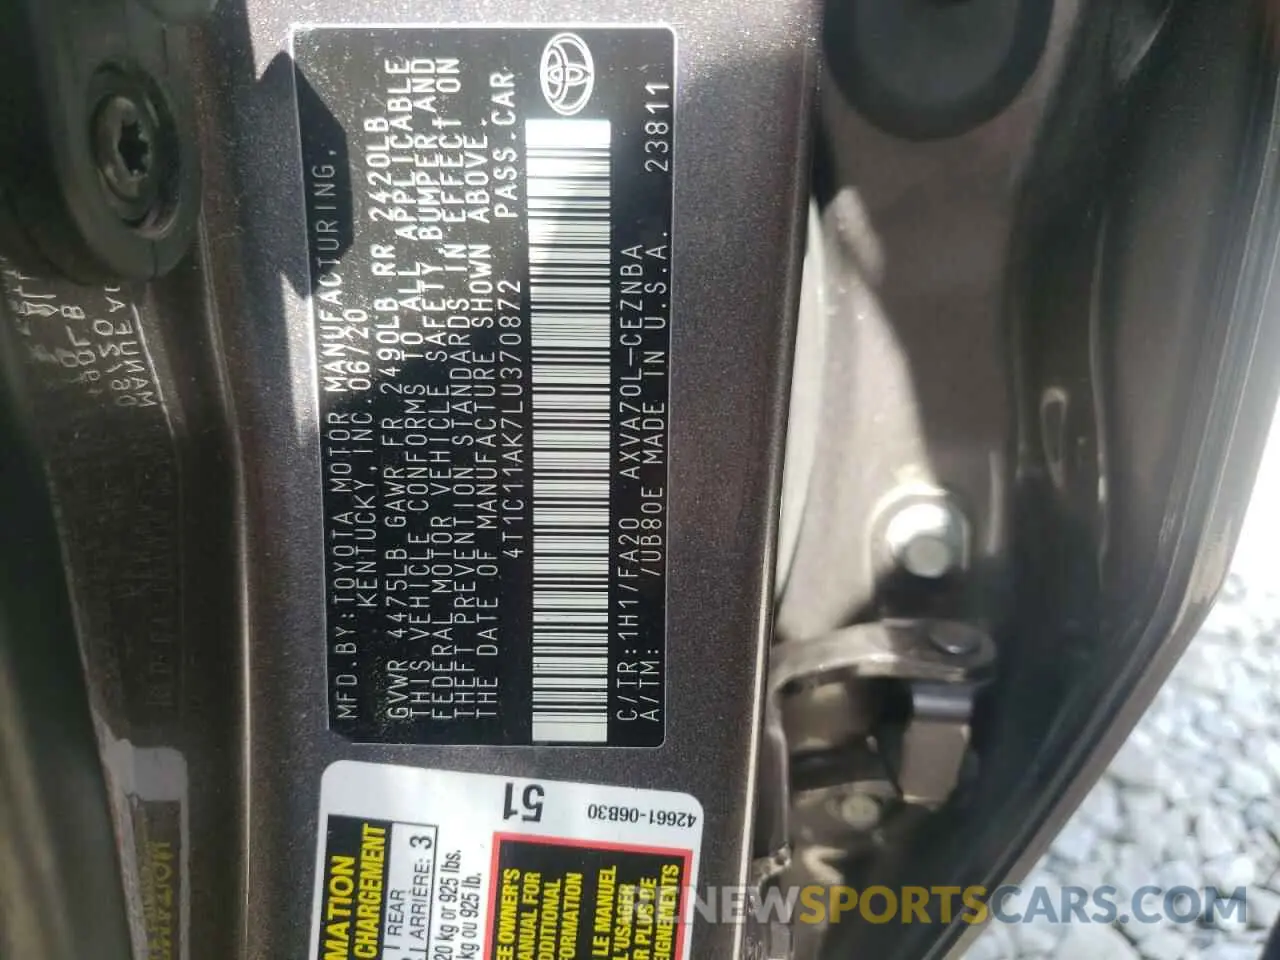 MFD.BY:TOYOTA MOTOR MANUFACTURING,
KENTUCKY,INC. 06/20
GVWR 4475LB GAWR FR 2490LB RR 2420LB
THIS VEHICLE CONFORMS TO ALL APPLICABLE
FEDERAL MOTOR VEHICLE SAFETY,BUMPER,AND
THEFT PREVENTION STANDARDS IN EFFECT ON
THE DATE OF MANUFACTURE SHOWN ABOVE.
4T1C11AK7LU370872 PASS.CAR
C/TR:1H1/FA20 AXVA70L-CEZNBA
A/TM: /UB80E MADE IN U.S.A. 23811
51
42661-06B30
MATION
CHARGEMENT
REAR
ARRIÈRE: 3
20 kg or 925 lbs.
kg ou 925 lb.
EE OWNER'S
ANUAL FOR
DDITIONAL
FORMATION
LE MANUEL
L'USAGER
R PLUS DE
EIGNEMENTS
RENEWSPORTSCARS.COM